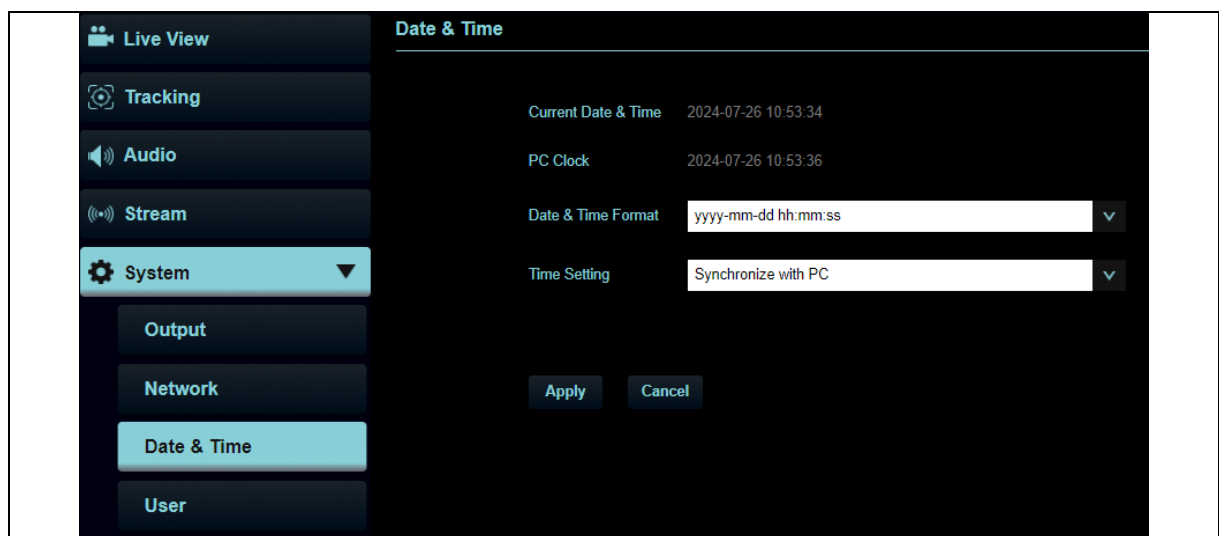 Live View
Tracking
Audio
Stream
System
Output
Network
Date & Time
User
Date & Time
Current Date & Time 2024-07-26 10:53:34
PC Clock 2024-07-26 10:53:36
Date & Time Format yyyy-mm-dd hh:mm:ss
Time Setting Synchronize with PC
Apply Cancel